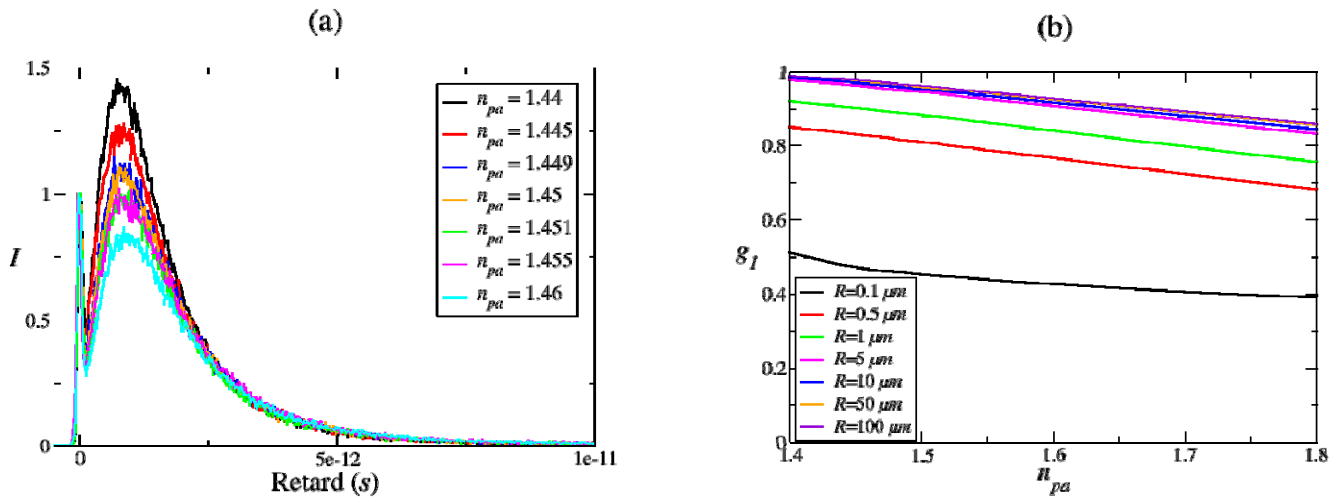 (a)
1.5
1
0.5
0
I
n_pa = 1.44
n_pa = 1.445
n_pa = 1.449
n_pa = 1.45
n_pa = 1.451
n_pa = 1.455
n_pa = 1.46
0
5e-12
1e-11
Retard (s)
(b)
1
0.8
0.6
0.4
0.2
0
g_I
R=0.1 μm
R=0.5 μm
R=1 μm
R=5 μm
R=10 μm
R=50 μm
R=100 μm
1.4
1.5
1.6
1.7
1.8
n_pa